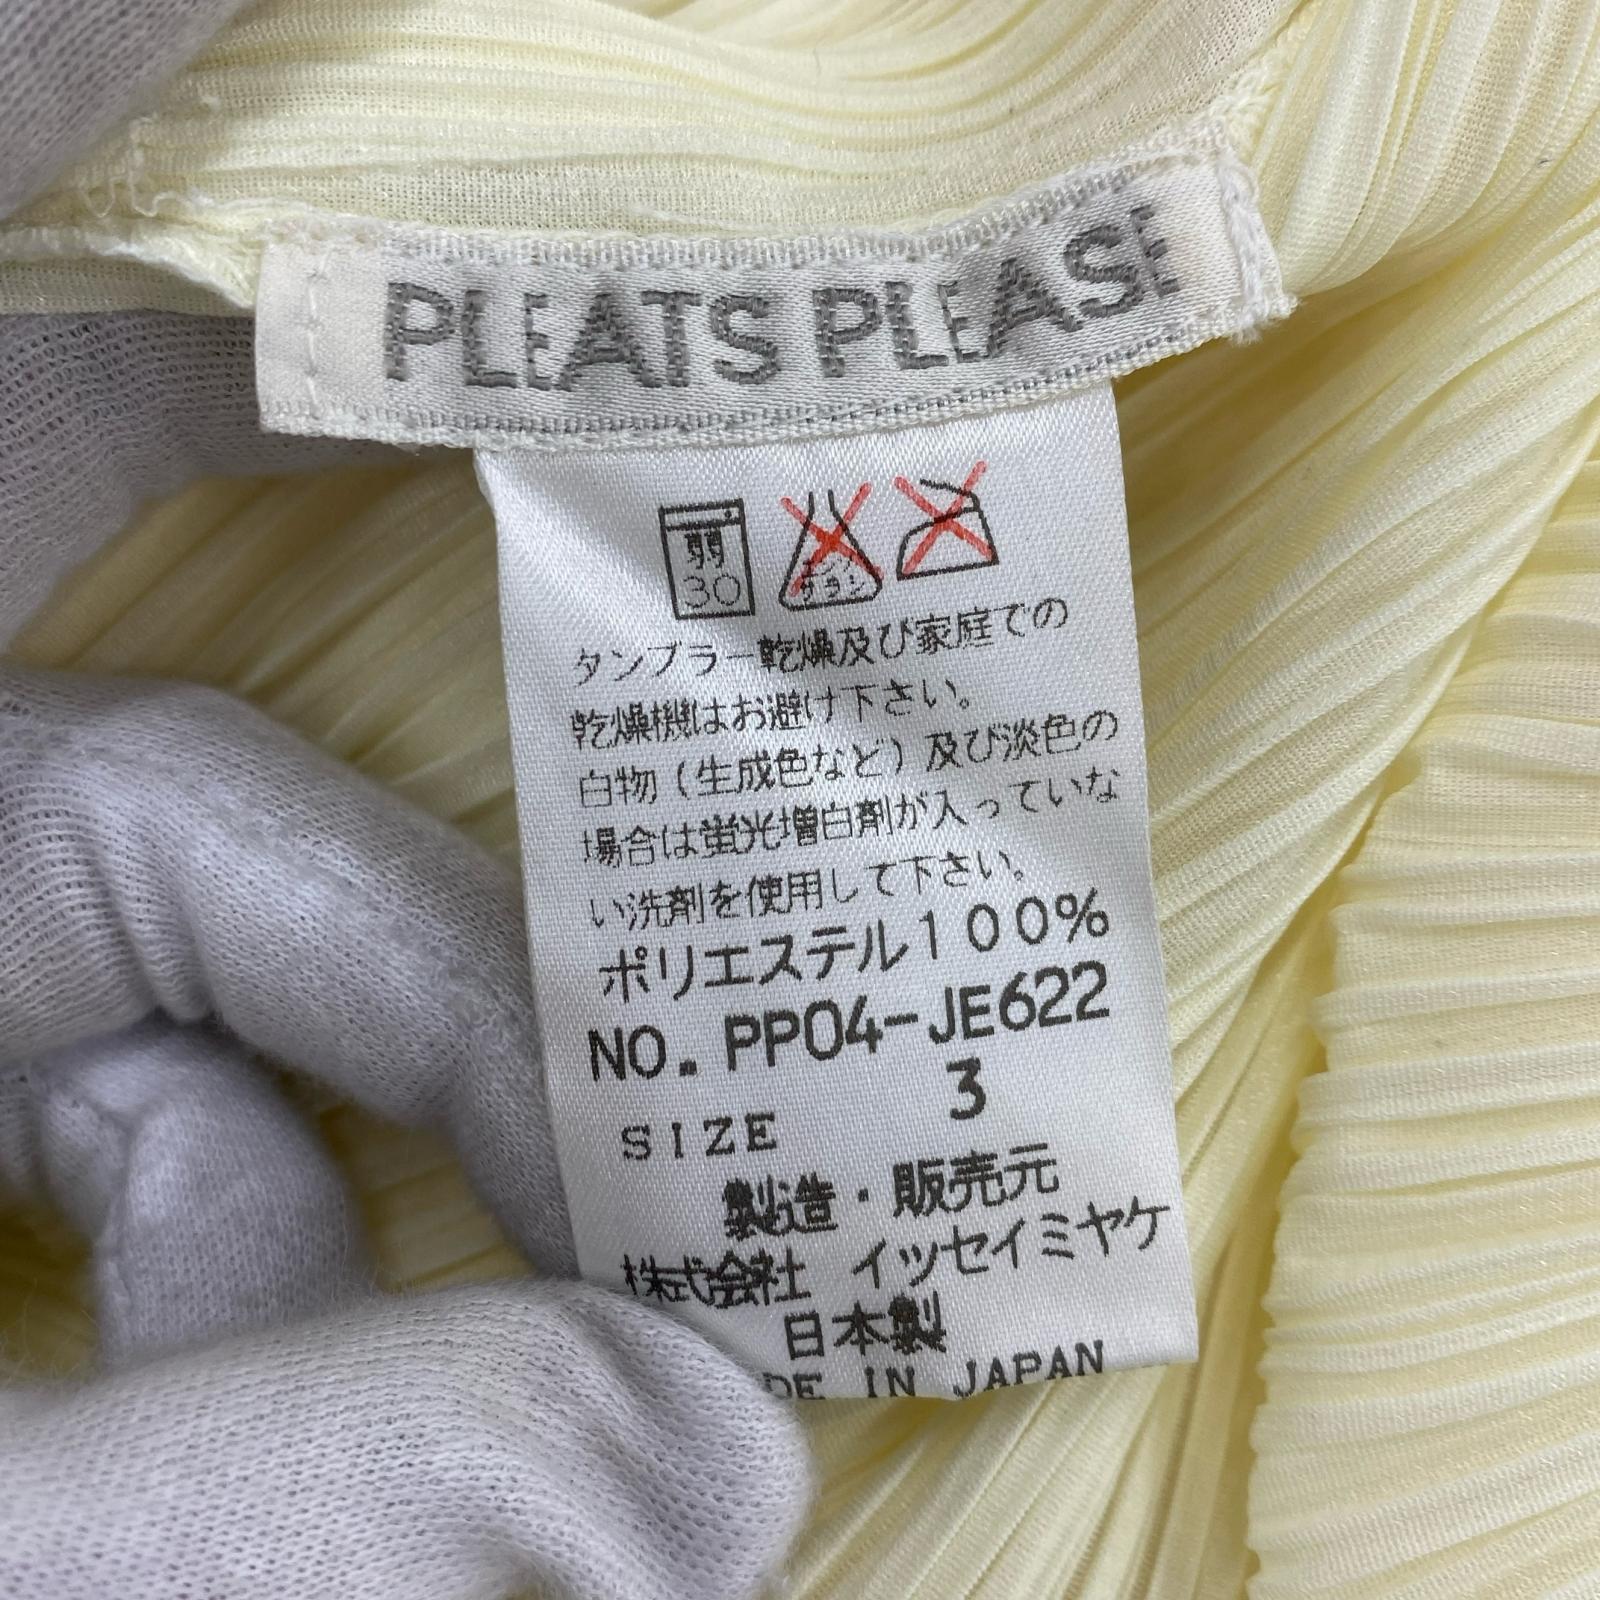 PLEATS PLEASE
弱
30
サラシ
タンブラー乾燥及び家庭での
乾燥機はお避け下さい。
白物（生成色など）及び淡色の
場合は蛍光増白剤が入っていな
い洗剤を使用して下さい。
ポリエステル100%
NO. PP04-JE622
3
SIZE
製造・販売元
株式会社 イッセイミヤケ
日本製
DE IN JAPAN